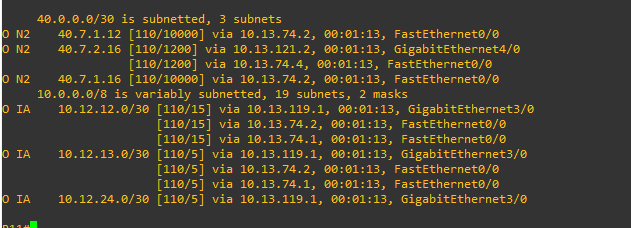 40.0.0.0/30 is subnetted, 3 subnets
O N2    40.7.1.12 [110/10000] via 10.13.74.2, 00:01:13, FastEthernet0/0
O N2    40.7.2.16 [110/1200] via 10.13.121.2, 00:01:13, GigabitEthernet4/0
[110/1200] via 10.13.74.4, 00:01:13, FastEthernet0/0
O N2    40.7.1.16 [110/10000] via 10.13.74.2, 00:01:13, FastEthernet0/0
10.0.0.0/8 is variably subnetted, 19 subnets, 2 masks
O IA    10.12.12.0/30 [110/15] via 10.13.119.1, 00:01:13, GigabitEthernet3/0
[110/15] via 10.13.74.2, 00:01:13, FastEthernet0/0
[110/15] via 10.13.74.1, 00:01:13, FastEthernet0/0
O IA    10.12.13.0/30 [110/5] via 10.13.119.1, 00:01:13, GigabitEthernet3/0
[110/5] via 10.13.74.2, 00:01:13, FastEthernet0/0
[110/5] via 10.13.74.1, 00:01:13, FastEthernet0/0
O IA    10.12.24.0/30 [110/5] via 10.13.119.1, 00:01:13, GigabitEthernet3/0